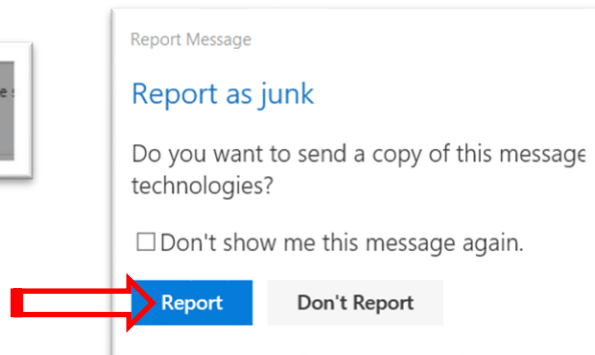 Report Message
Report as junk
Do you want to send a copy of this message
technologies?
Don't show me this message again.
Report
Don't Report